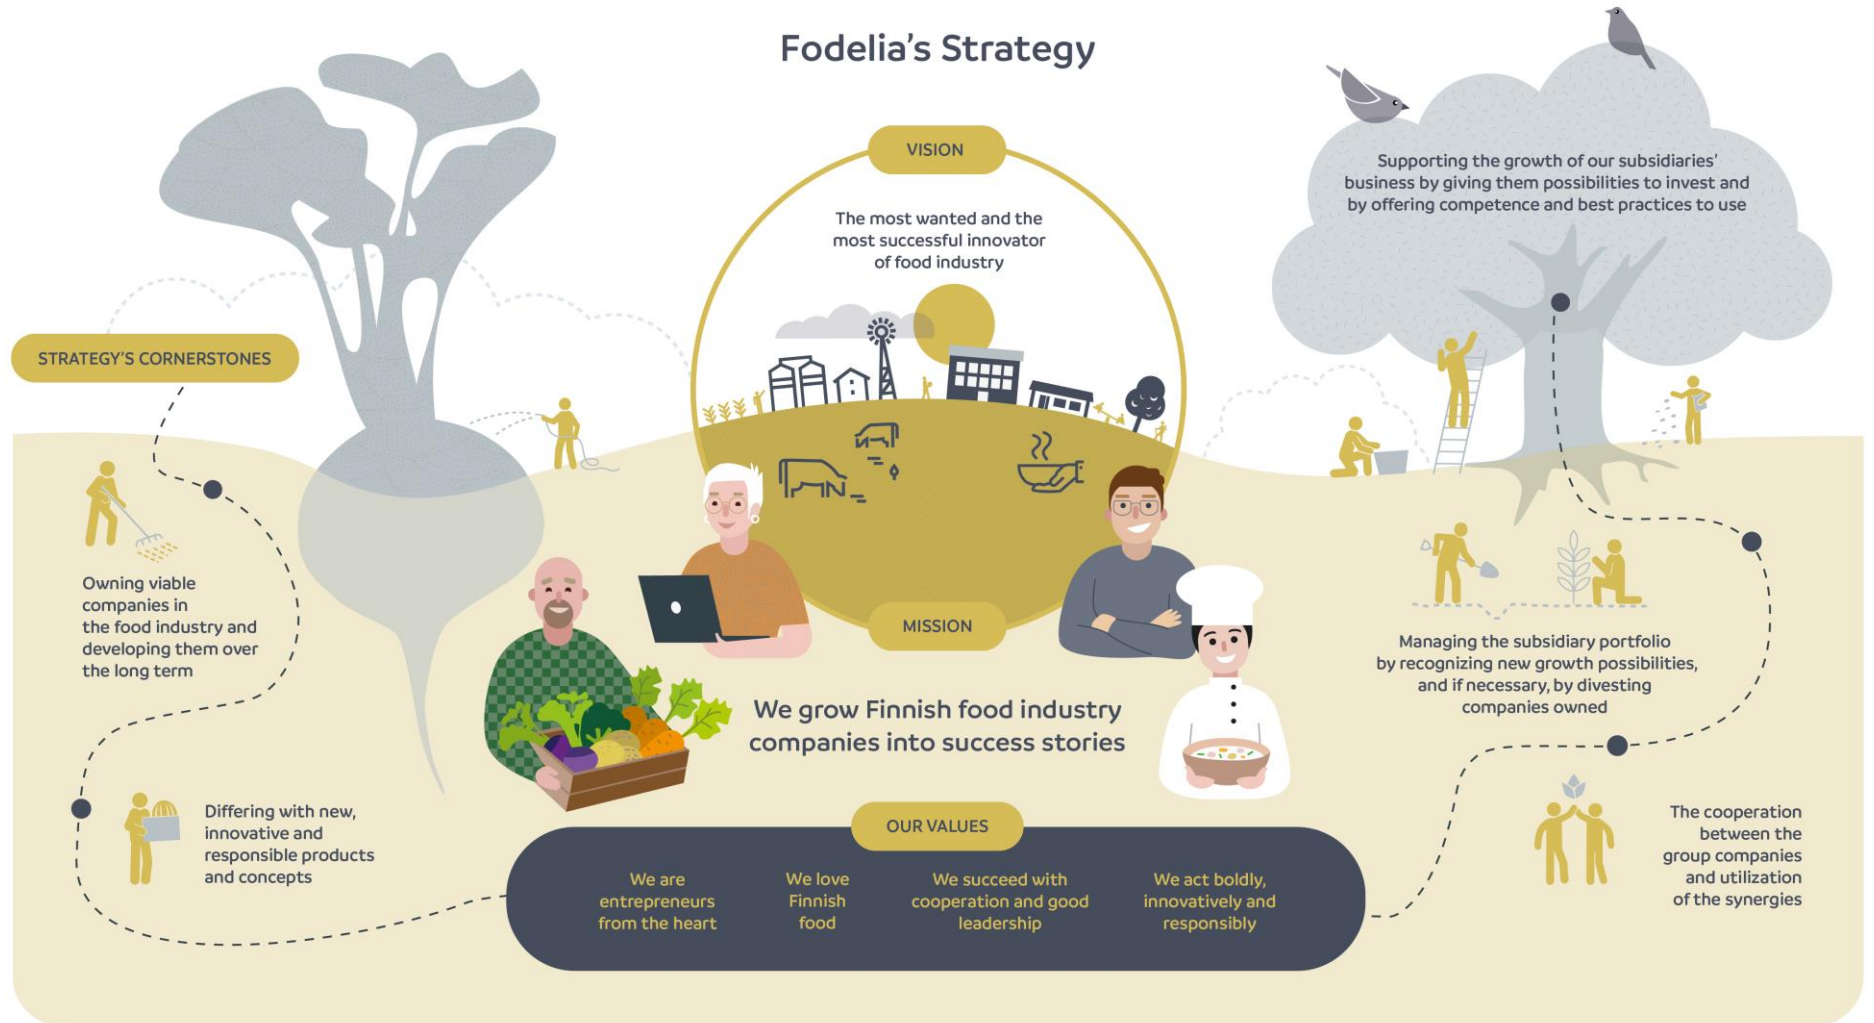 Fodelia's Strategy
VISION
The most wanted and the
most successful innovator
of food industry
STRATEGY'S CORNERSTONES
Owning viable
companies in
the food industry and
developing them over
the long term
Differing with new,
innovative and
responsible products
and concepts
MISSION
We grow Finnish food industry
companies into success stories
OUR VALUES
We are
entrepreneurs
from the heart
We love
Finnish
food
We succeed with
cooperation and good
leadership
We act boldly,
innovatively and
responsibly
Supporting the growth of our subsidiaries'
business by giving them possibilities to invest and
by offering competence and best practices to use
Managing the subsidiary portfolio
by recognizing new growth possibilities,
and if necessary, by divesting
companies owned
The cooperation
between the
group companies
and utilization
of the synergies